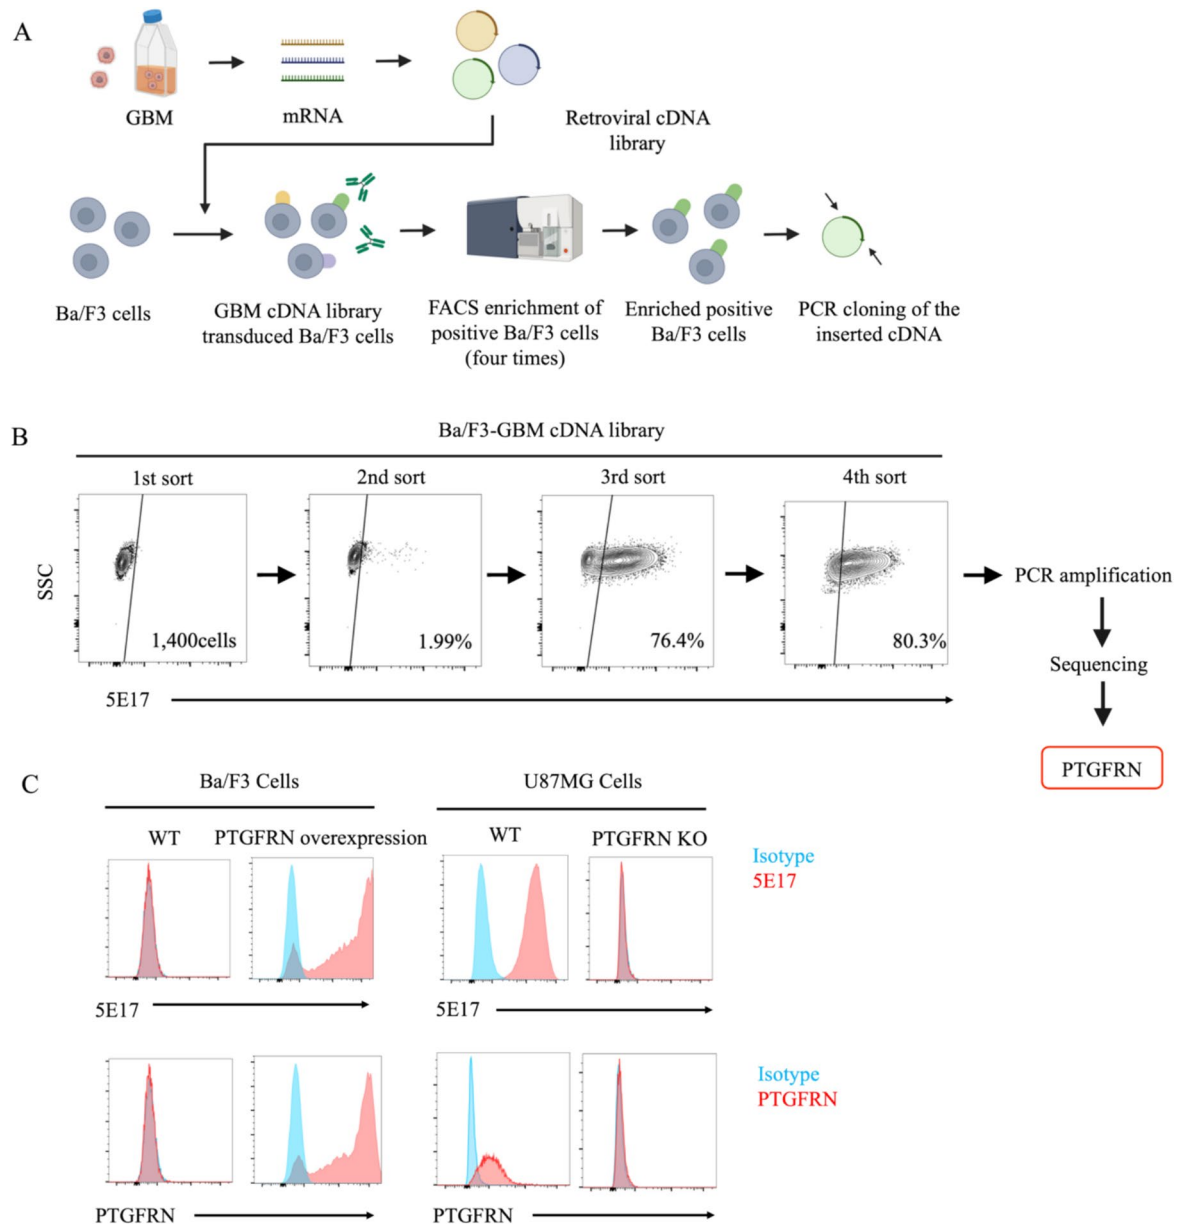 A
GBM
mRNA
Retroviral cDNA
library
Ba/F3 cells
GBM cDNA library
transduced Ba/F3 cells
FACS enrichment of
positive Ba/F3 cells
(four times)
Enriched positive
Ba/F3 cells
PCR cloning of the
inserted cDNA
B
Ba/F3-GBM cDNA library
1st sort
2nd sort
3rd sort
4th sort
SSC
1,400cells
1.99%
76.4%
80.3%
5E17
PCR amplification
Sequencing
PTGFRN
C
Ba/F3 Cells
U87MG Cells
WT
PTGFRN overexpression
WT
PTGFRN KO
Isotype
5E17
5E17
5E17
Isotype
PTGFRN
PTGFRN
PTGFRN